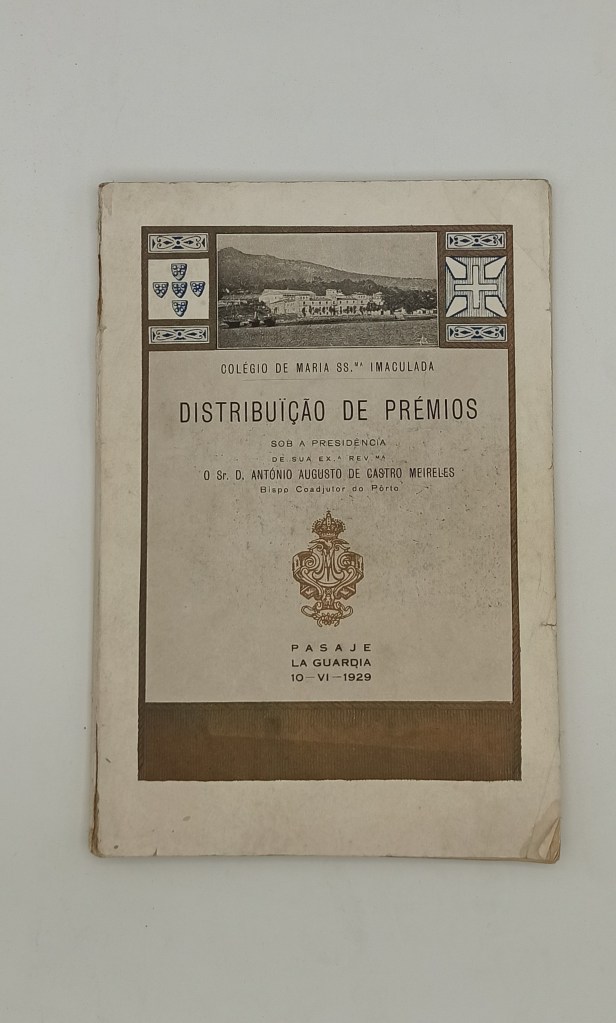 COLÉGIO DE MARIA SS.ᴹᴬ IMACULADA
DISTRIBUÏÇÃO DE PRÉMIOS
SOB A PRESIDÊNCIA
DE SUA EX.ᴬ REV.ᴹᴬ
O Sr. D. ANTÓNIO AUGUSTO DE CASTRO MEIRELES
Bispo Coadjutor do Pôrto
PASAJE
LA GUARDIA
10—VI—1929